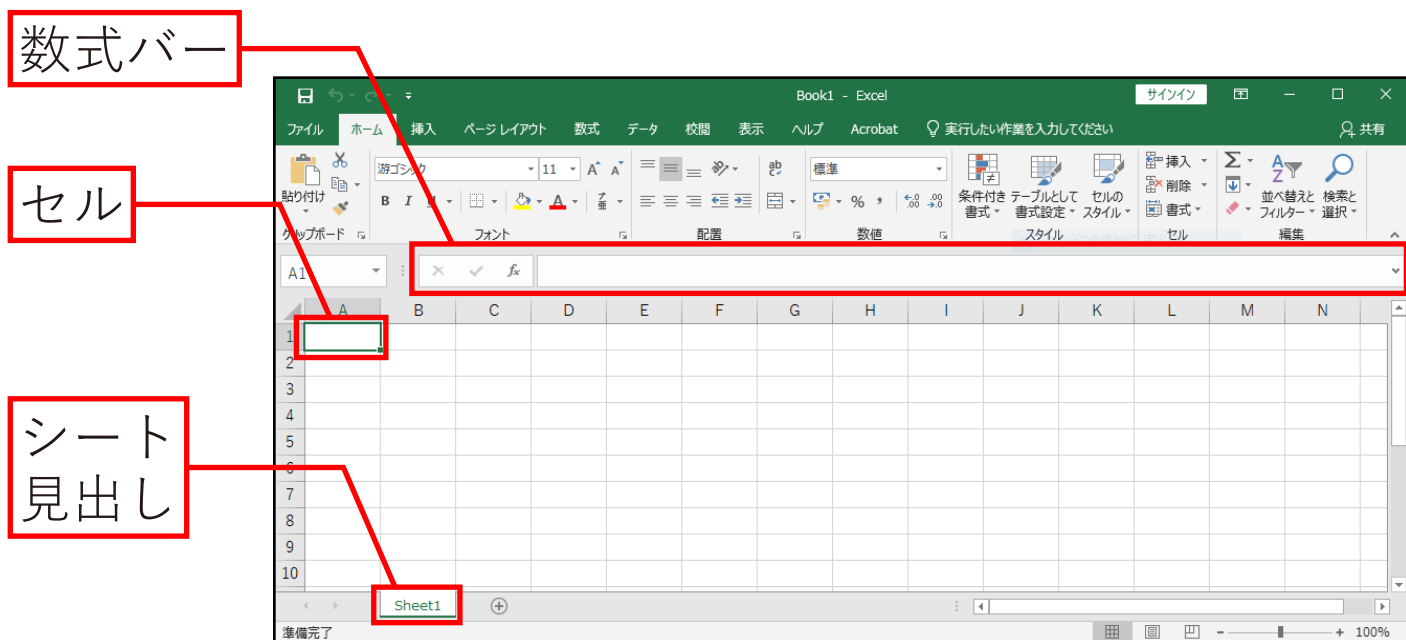 数式バー
セル
シート
見出し
Book1 - Excel
サインイン
ファイル ホーム 挿入 ページ レイアウト 数式 データ 校閲 表示 ヘルプ Acrobat 実行したい作業を入力してください 共有
貼り付け
游ゴシック 11
B I U
A
標準
% ,
条件付き書式
テーブルとして書式設定
セルのスタイル
挿入
削除
書式
並べ替えとフィルター
検索と選択
クリップボード フォント 配置 数値 スタイル セル 編集
A1 fx
A B C D E F G H I J K L M N
1
2
3
4
5
6
7
8
9
10
Sheet1
準備完了 100%